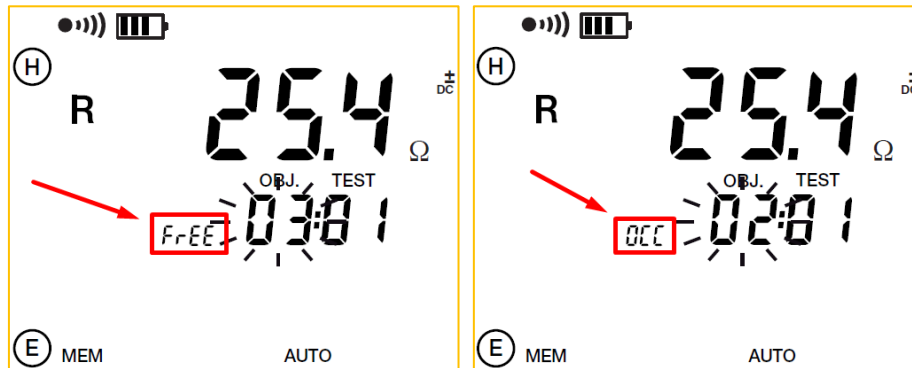 H
±
DC
R
25.4
Ω
OBJ. TEST
FrEE 03:81
E
MEM AUTO
H
DC
R
25.4
Ω
OBJ. TEST
OCC 02:81
E
MEM AUTO